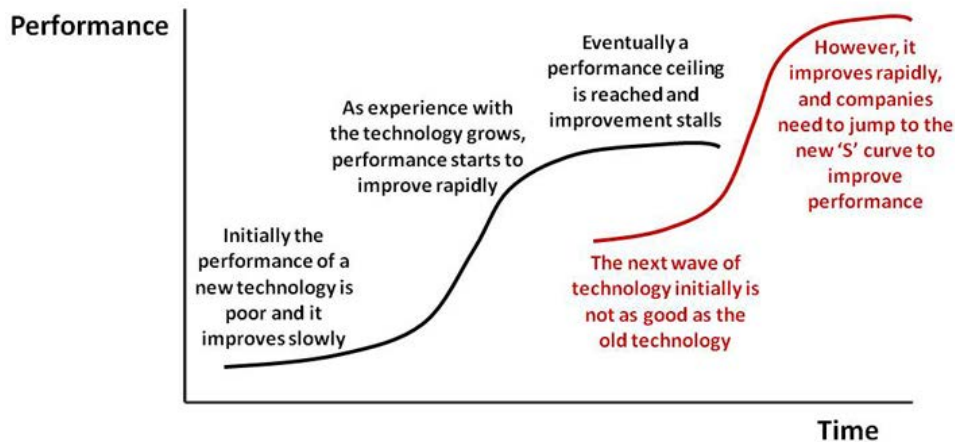 Performance
Initially the
performance of a
new technology is
poor and it
improves slowly
As experience with
the technology grows,
performance starts to
improve rapidly
Eventually a
performance ceiling
is reached and
improvement stalls
The next wave of
technology initially is
not as good as the
old technology
However, it
improves rapidly,
and companies
need to jump to the
new ‘S’ curve to
improve
performance
Time